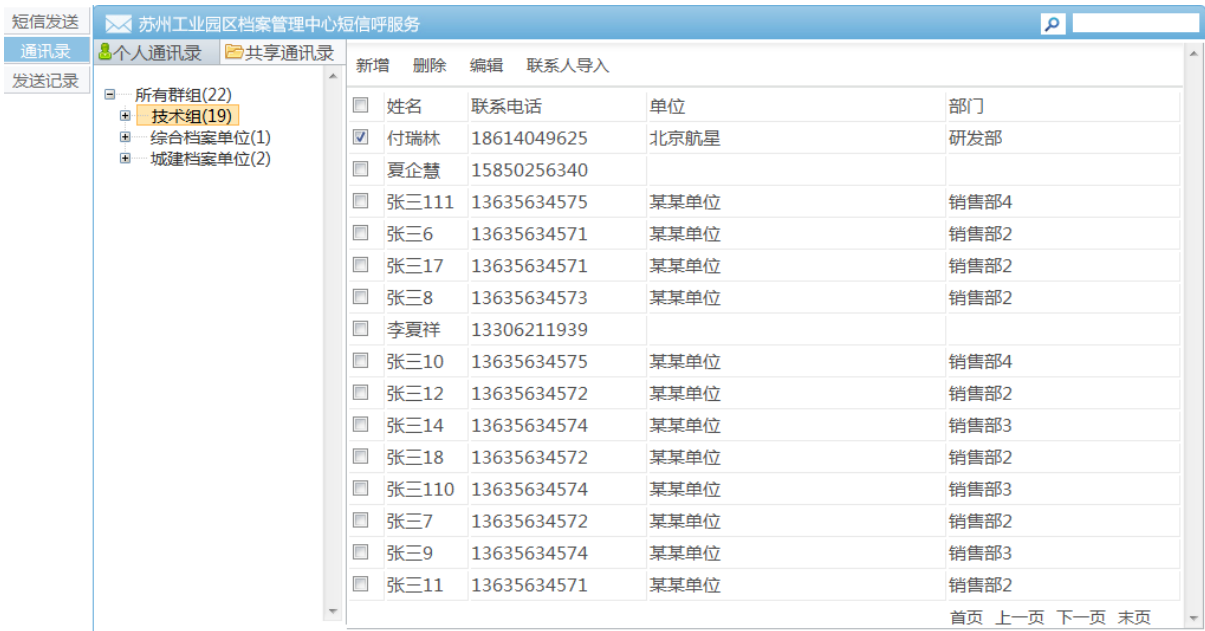 短信发送
通讯录
发送记录
苏州工业园区档案管理中心短信呼服务
个人通讯录 共享通讯录
所有群组(22)
技术组(19)
综合档案单位(1)
城建档案单位(2)
新增 删除 编辑 联系人导入
姓名 联系电话 单位 部门
付瑞林 18614049625 北京航星 研发部
夏企慧 15850256340
张三111 13635634575 某某单位 销售部4
张三6 13635634571 某某单位 销售部2
张三17 13635634571 某某单位 销售部2
张三8 13635634573 某某单位 销售部2
李夏祥 13306211939
张三10 13635634575 某某单位 销售部4
张三12 13635634572 某某单位 销售部2
张三14 13635634574 某某单位 销售部3
张三18 13635634572 某某单位 销售部2
张三110 13635634574 某某单位 销售部3
张三7 13635634572 某某单位 销售部2
张三9 13635634574 某某单位 销售部3
张三11 13635634571 某某单位 销售部2
首页 上一页 下一页 末页